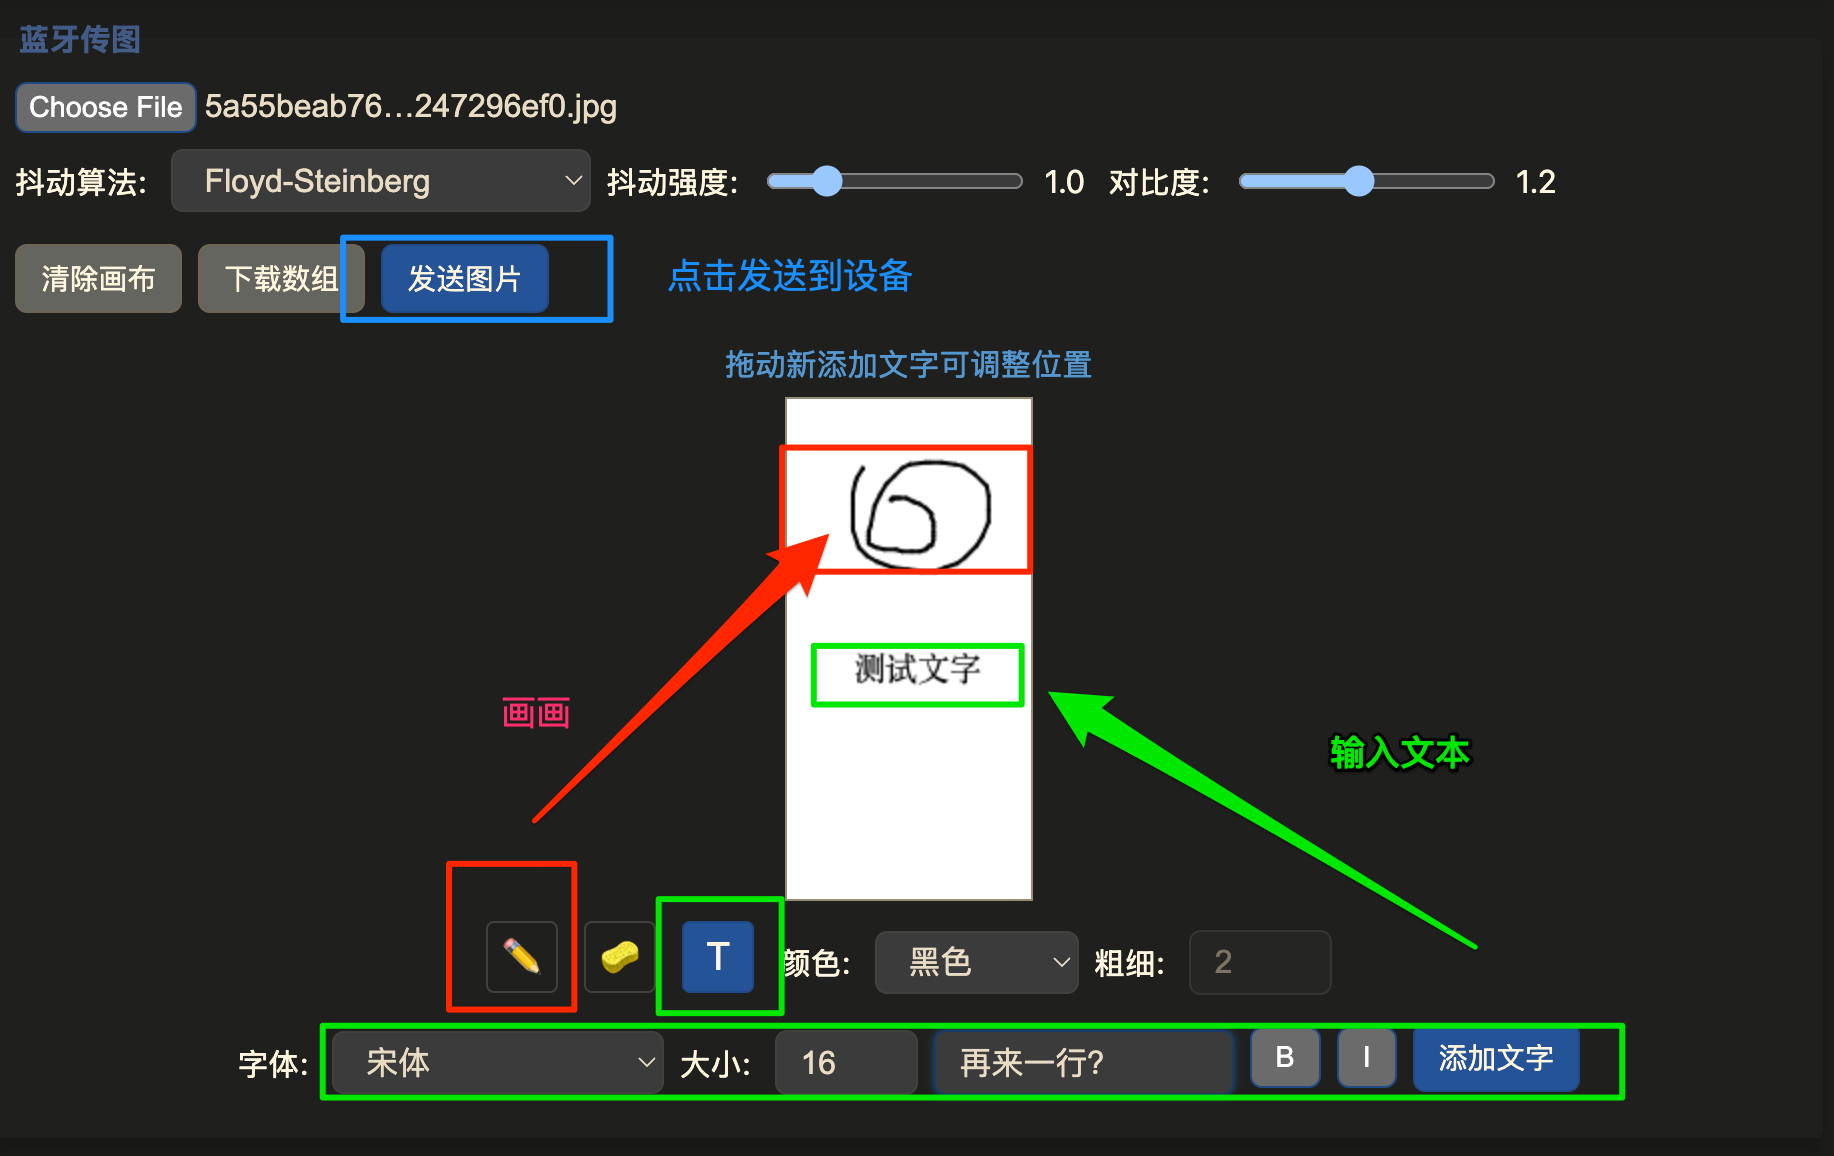 蓝牙传图
Choose File 5a55beab76...247296ef0.jpg
抖动算法: Floyd-Steinberg 抖动强度: 1.0 对比度: 1.2
清除画布 下载数组 发送图片 点击发送到设备
拖动新添加文字可调整位置
测试文字
画画
输入文本
T 颜色: 黑色 粗细: 2
字体: 宋体 大小: 16 再来一行? B I 添加文字